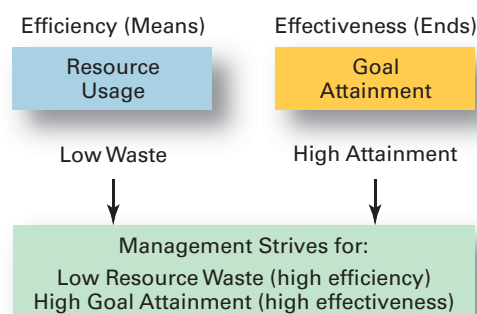 Efficiency (Means)
Effectiveness (Ends)
Resource
Usage
Goal
Attainment
Low Waste
High Attainment
Management Strives for:
Low Resource Waste (high efficiency)
High Goal Attainment (high effectiveness)